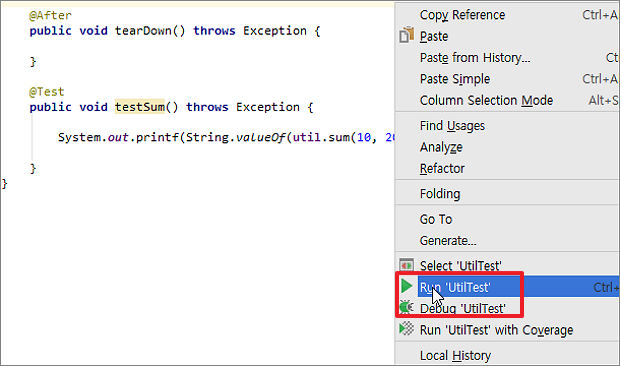 @After
public void tearDown() throws Exception {
}
@Test
public void testSum() throws Exception {
System.out.printf(String.valueOf(util.sum(10,
}
}
Copy Reference Ctrl+
Paste
Paste from History...
Paste Simple Ctrl+
Column Selection Mode Alt+S
Find Usages
Analyze
Refactor
Folding
Go To
Generate...
Select 'UtilTest'
Run 'UtilTest' Ctrl+
Debug 'UtilTest'
Run 'UtilTest' with Coverage
Local History